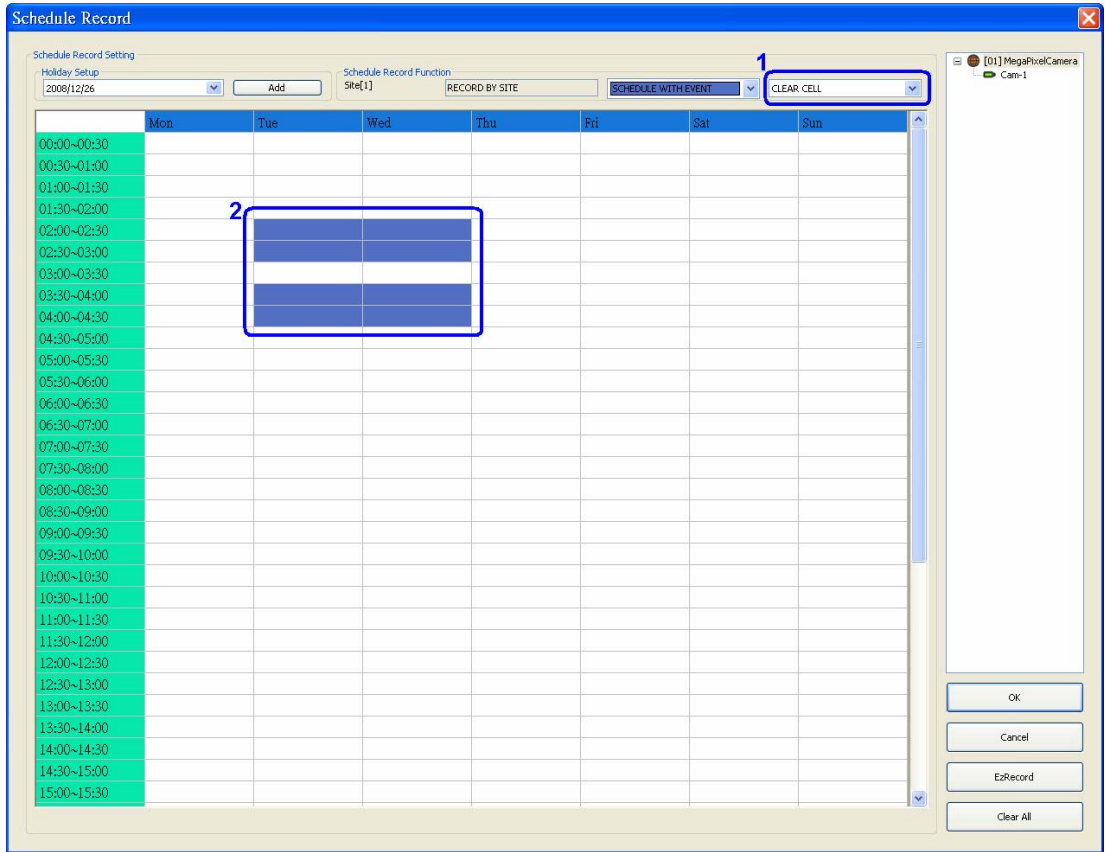 Schedule Record
Schedule Record Setting
Holiday Setup
2008/12/26
Add
Schedule Record Function
Site[1]
RECORD BY SITE
SCHEDULE WITH EVENT
1
CLEAR CELL
[01] MegaPixelCamera
Cam-1
Mon Tue Wed Thu Fri Sat Sun
00:00~00:30
00:30~01:00
01:00~01:30
01:30~02:00
2
02:00~02:30
02:30~03:00
03:00~03:30
03:30~04:00
04:00~04:30
04:30~05:00
05:00~05:30
05:30~06:00
06:00~06:30
06:30~07:00
07:00~07:30
07:30~08:00
08:00~08:30
08:30~09:00
09:00~09:30
09:30~10:00
10:00~10:30
10:30~11:00
11:00~11:30
11:30~12:00
12:00~12:30
12:30~13:00
13:00~13:30
13:30~14:00
14:00~14:30
14:30~15:00
15:00~15:30
OK
Cancel
EzRecord
Clear All